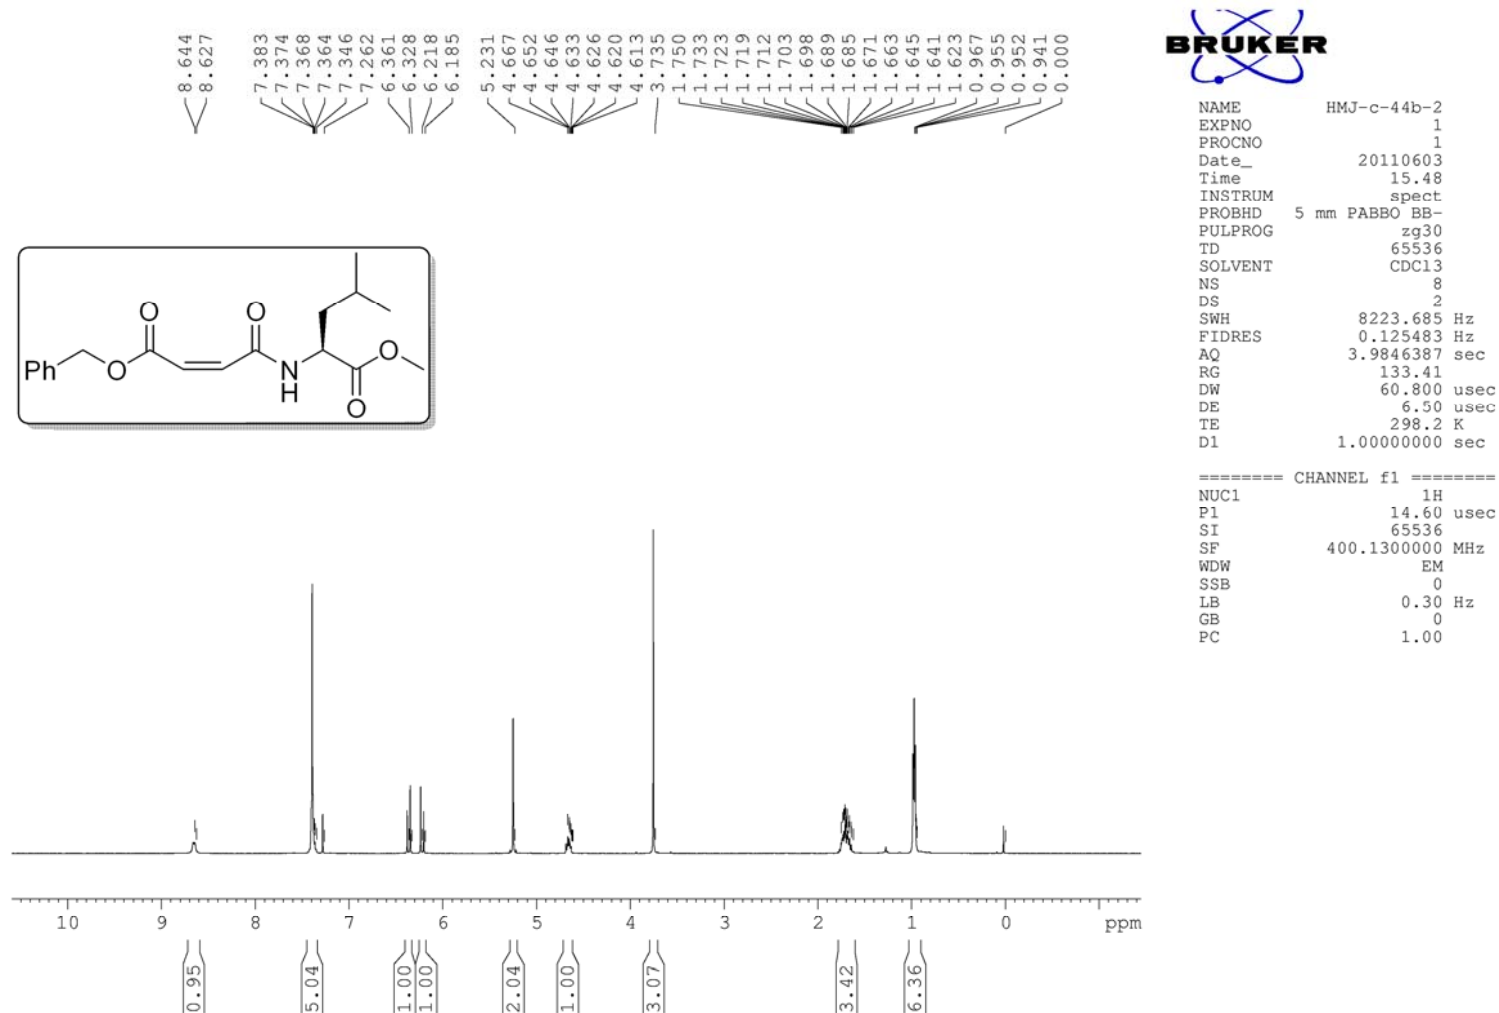 8.644
8.627
7.383
7.374
7.368
7.364
7.346
7.262
6.361
6.328
6.218
6.185
5.231
4.667
4.652
4.646
4.633
4.626
4.620
4.613
3.735
1.750
1.733
1.723
1.719
1.712
1.703
1.698
1.689
1.685
1.671
1.663
1.645
1.641
1.623
0.967
0.955
0.952
0.941
0.000
BRUKER
NAME HMJ-c-44b-2
EXPNO 1
PROCNO 1
Date_ 20110603
Time 15.48
INSTRUM spect
PROBHD 5 mm PABBO BB-
PULPROG zg30
TD 65536
SOLVENT CDCl3
NS 8
DS 2
SWH 8223.685 Hz
FIDRES 0.125483 Hz
AQ 3.9846387 sec
RG 133.41
DW 60.800 usec
DE 6.50 usec
TE 298.2 K
D1 1.00000000 sec
======== CHANNEL f1 ========
NUC1 1H
P1 14.60 usec
SI 65536
SF 400.1300000 MHz
WDW EM
SSB 0
LB 0.30 Hz
GB 0
PC 1.00
O O
Ph O N H O O
10 9 8 7 6 5 4 3 2 1 0 ppm
0.95
5.04
1.00
1.00
2.04
1.00
3.07
3.42
6.36